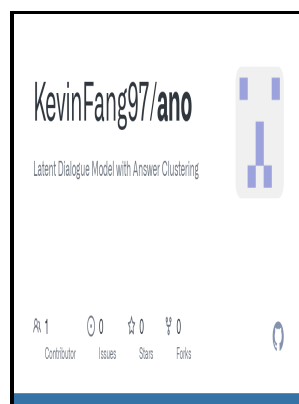 KevinFang97/ano
Latent Dialogue Model with Answer Clustering
1 0 0 0
Contributor Issues Stars Forks